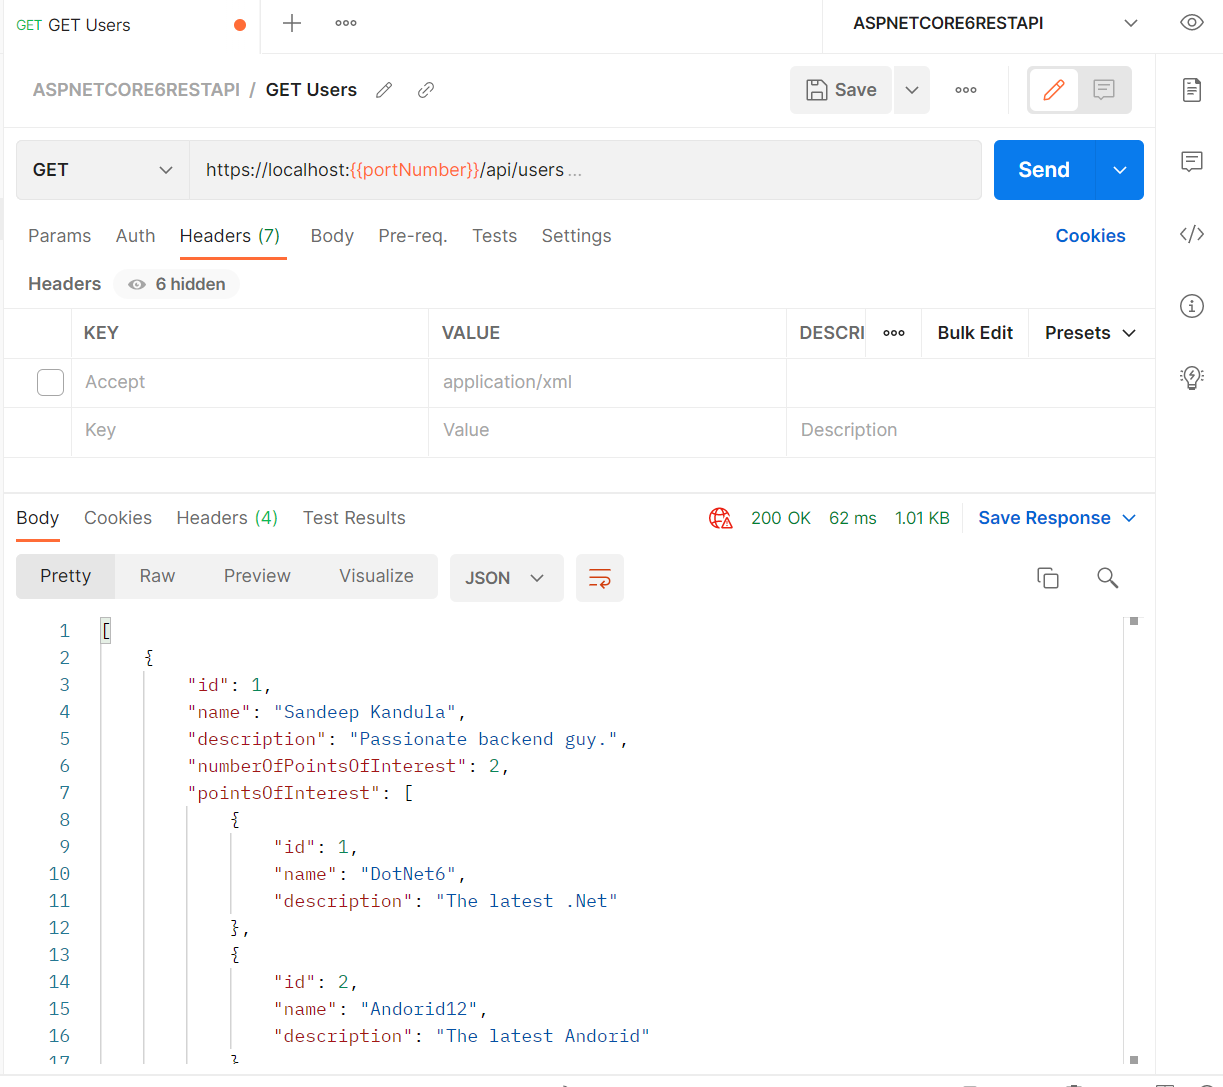 GET GET Users
ASPNETCORE6RESTAPI
ASPNETCORE6RESTAPI / GET Users
Save
GET
https://localhost:{{portNumber}}/api/users ...
Send
Params Auth Headers (7) Body Pre-req. Tests Settings Cookies
Headers 6 hidden
KEY VALUE DESCRI Bulk Edit Presets
Accept application/xml
Key Value Description
Body Cookies Headers (4) Test Results 200 OK 62 ms 1.01 KB Save Response
Pretty Raw Preview Visualize JSON
1 [
2 {
3 "id": 1,
4 "name": "Sandeep Kandula",
5 "description": "Passionate backend guy.",
6 "numberOfPointsOfInterest": 2,
7 "pointsOfInterest": [
8 {
9 "id": 1,
10 "name": "DotNet6",
11 "description": "The latest .Net"
12 },
13 {
14 "id": 2,
15 "name": "Andorid12",
16 "description": "The latest Andorid"
17 }